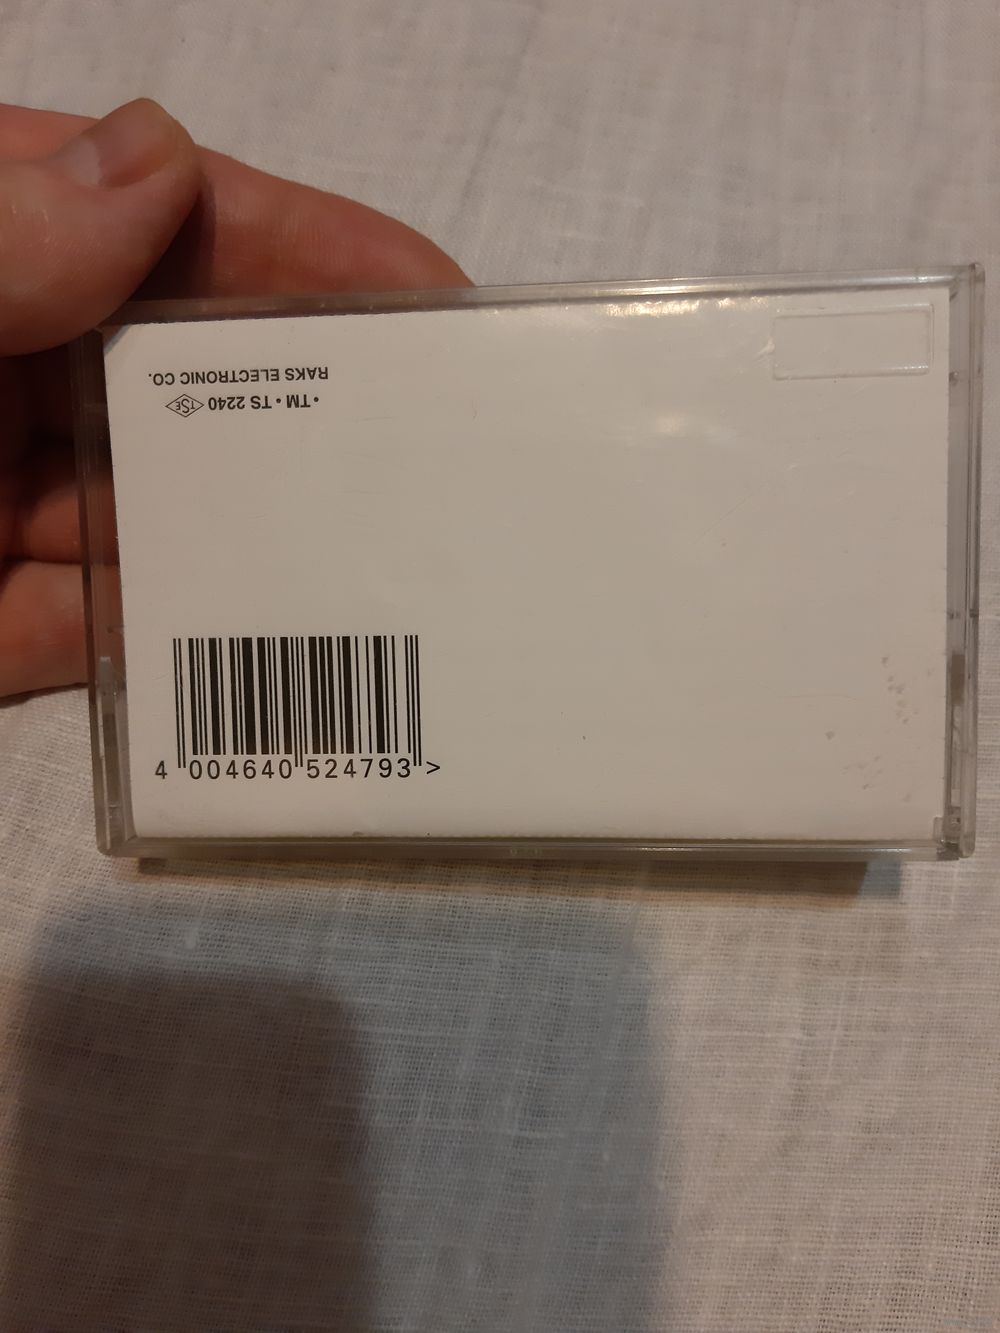 RAKS ELECTRONIC CO.
• TM • TS 2240 TSE
4 004640 524793 >